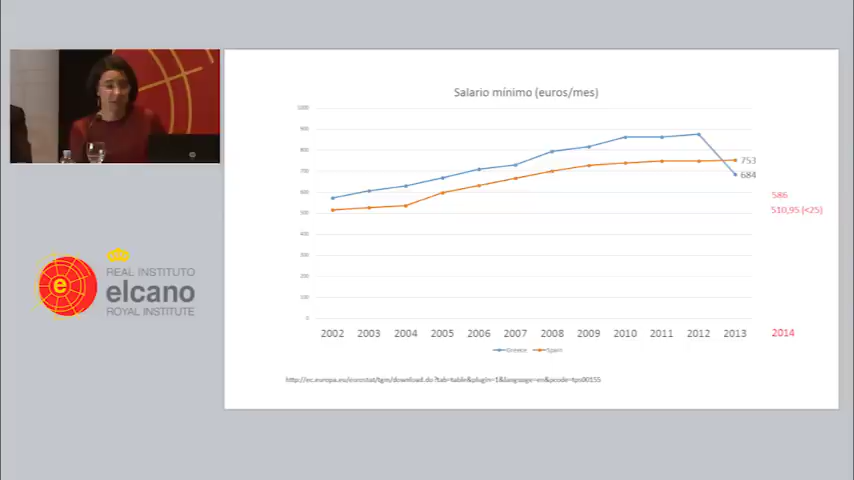 Salario mínimo (euros/mes)
1000
900
800
700
600
500
400
300
200
100
0
753
684
586
510,95 (<25)
2002 2003 2004 2005 2006 2007 2008 2009 2010 2011 2012 2013 2014
Greece Spain
http://ec.europa.eu/eurostat/tgm/download.do?tab=table&plugin=1&language=en&pcode=tps00155
e
REAL INSTITUTO
elcano
ROYAL INSTITUTE